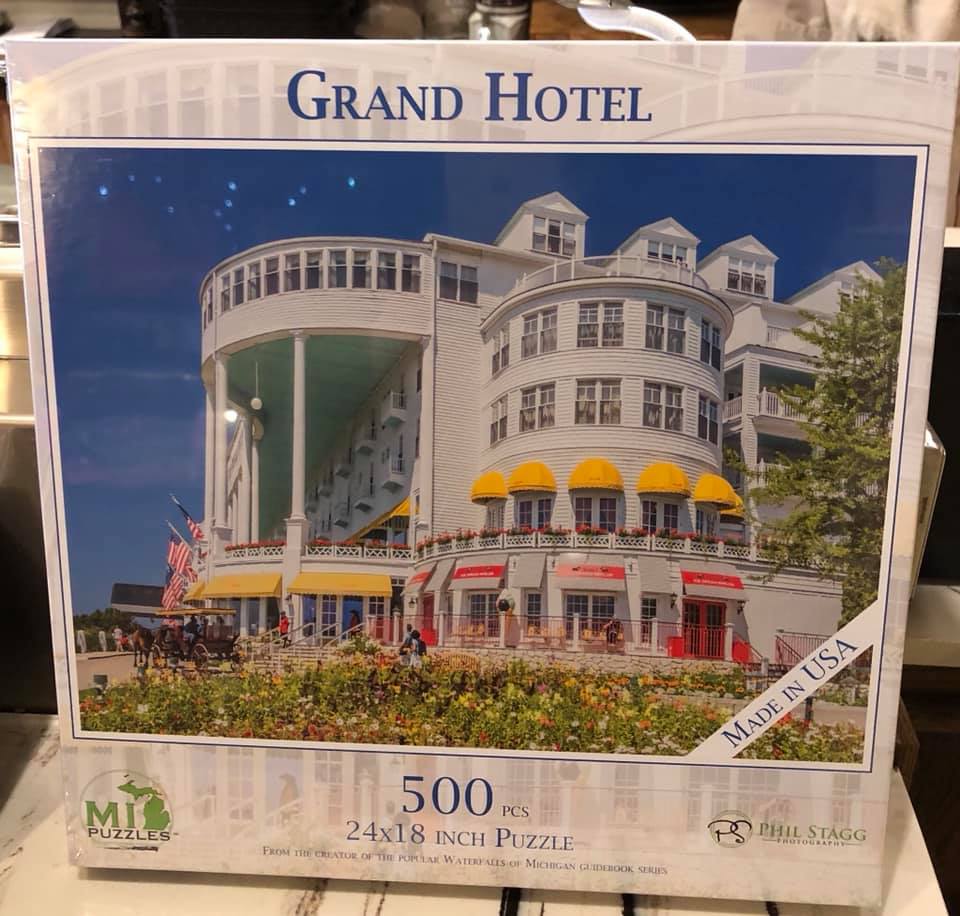 GRAND HOTEL
MADE IN USA
MI
PUZZLES
500 PCS
24x18 INCH PUZZLE
FROM THE CREATOR OF THE POPULAR WATERFALLS OF MICHIGAN GUIDEBOOK SERIES
PS
PHIL STAGG
PHOTOGRAPHY